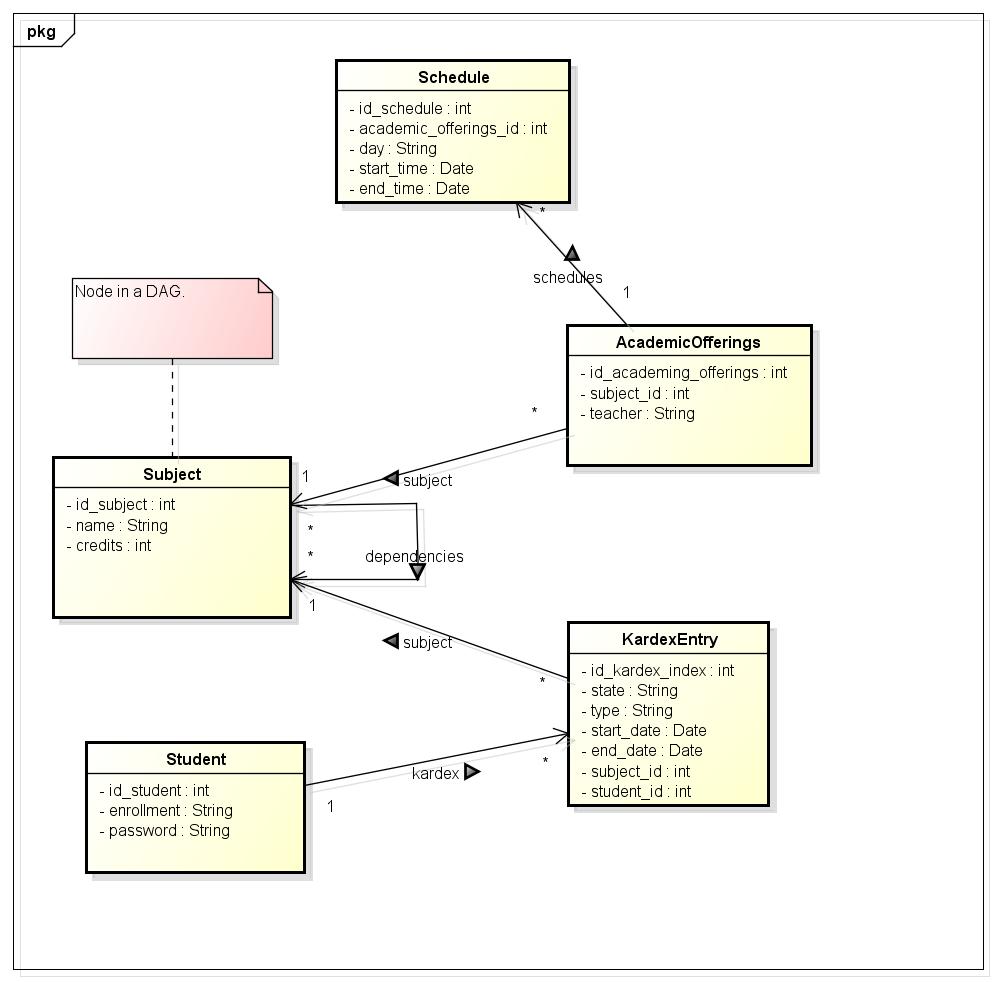 pkg
Schedule
- id_schedule : int
- academic_offerings_id : int
- day : String
- start_time : Date
- end_time : Date
*
schedules
1
Node in a DAG.
AcademicOfferings
- id_academing_offerings : int
- subject_id : int
- teacher : String
*
1
subject
Subject
- id_subject : int
- name : String
- credits : int
*
*
dependencies
1
subject
*
KardexEntry
- id_kardex_index : int
- state : String
- type : String
- start_date : Date
- end_date : Date
- subject_id : int
- student_id : int
Student
- id_student : int
- enrollment : String
- password : String
kardex
*
1